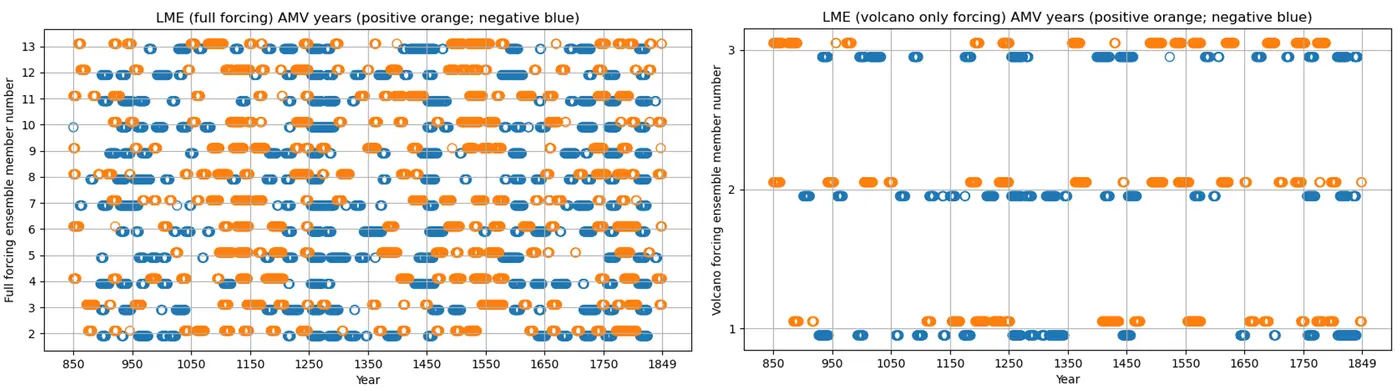 LME (full forcing) AMV years (positive orange; negative blue)
Full forcing ensemble member number
13
12
11
10
9
8
7
6
5
4
3
2
850 950 1050 1150 1250 1350 1450 1550 1650 1750 1849
Year
LME (volcano only forcing) AMV years (positive orange; negative blue)
Volcano forcing ensemble member number
3
2
1
850 950 1050 1150 1250 1350 1450 1550 1650 1750 1849
Year